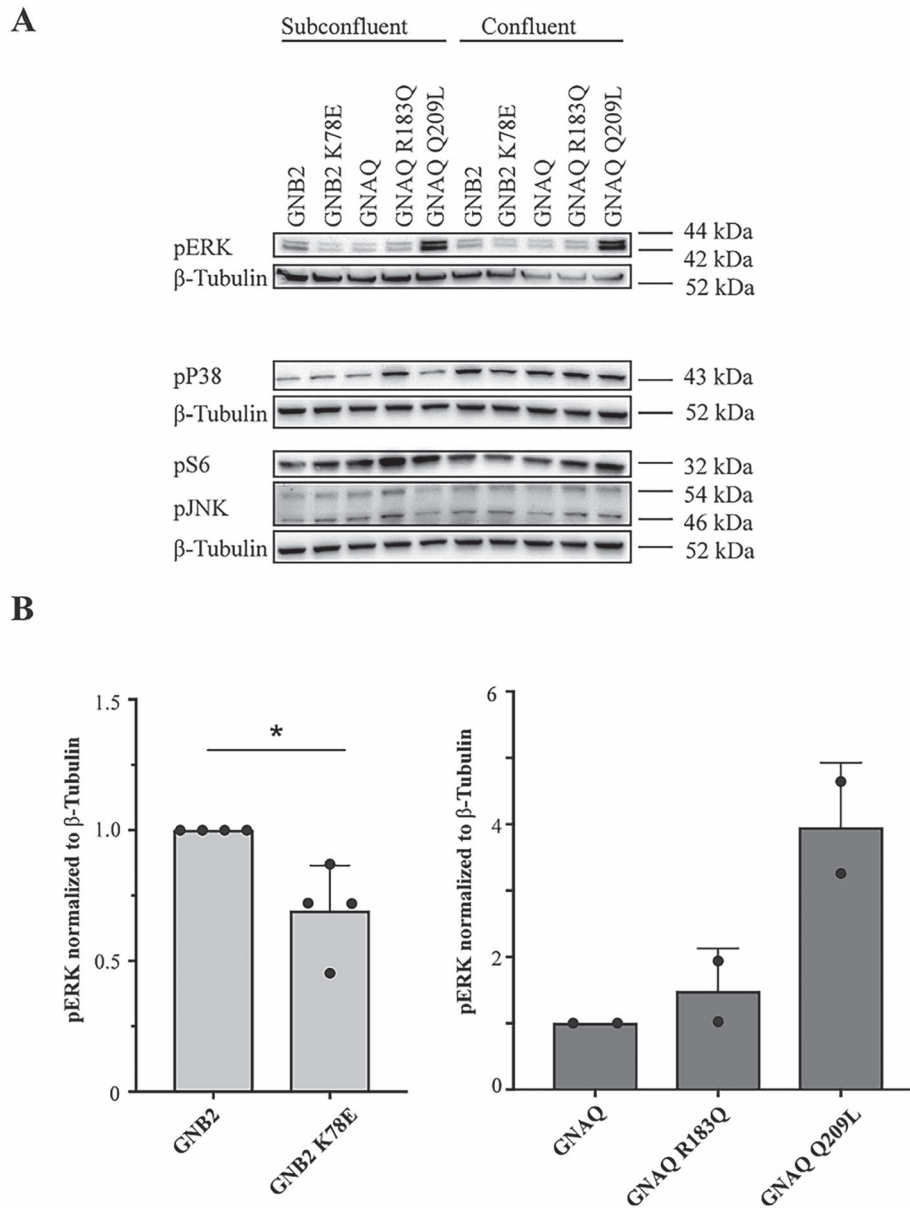 A
Subconfluent Confluent
GNB2 GNB2 K78E GNAQ GNAQ R183Q GNAQ Q209L GNB2 GNB2 K78E GNAQ GNAQ R183Q GNAQ Q209L
44 kDa
pERK
42 kDa
β-Tubulin
52 kDa
pP38 43 kDa
β-Tubulin 52 kDa
pS6 32 kDa
54 kDa
pJNK
46 kDa
β-Tubulin 52 kDa
B
pERK normalized to β-Tubulin
1.5
*
1.0
0.5
0
GNB2
GNB2 K78E
pERK normalized to β-Tubulin
6
4
2
0
GNAQ
GNAQ R183Q
GNAQ Q209L